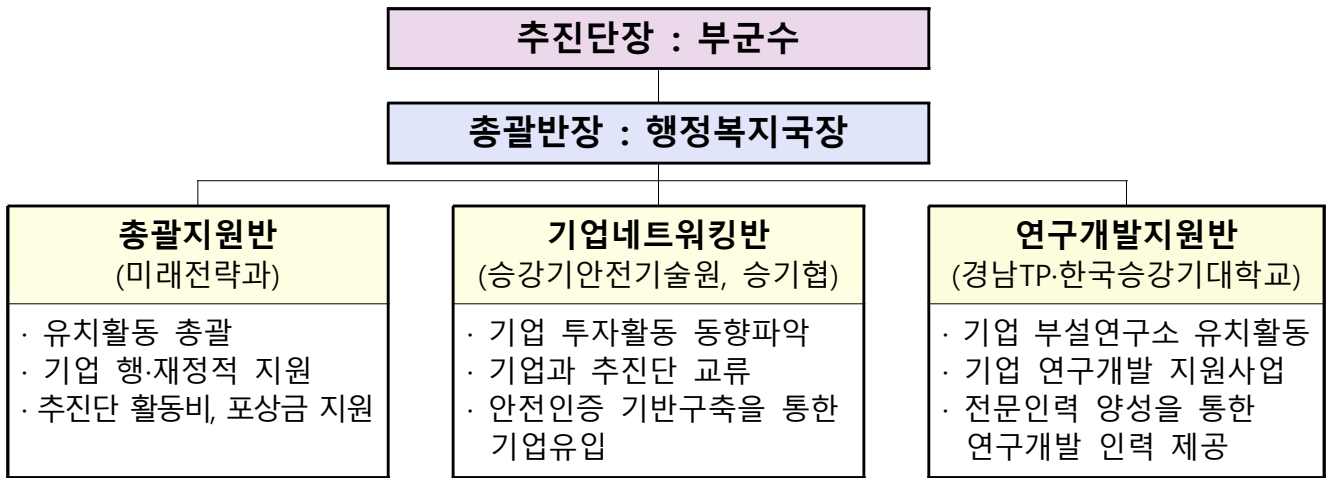 추진단장 : 부군수
총괄반장 : 행정복지국장
총괄지원반
(미래전략과)
· 유치활동 총괄
· 기업 행·재정적 지원
· 추진단 활동비, 포상금 지원
기업네트워킹반
(승강기안전기술원, 승기협)
· 기업 투자활동 동향파악
· 기업과 추진단 교류
· 안전인증 기반구축을 통한
기업유입
연구개발지원반
(경남TP·한국승강기대학교)
· 기업 부설연구소 유치활동
· 기업 연구개발 지원사업
· 전문인력 양성을 통한
연구개발 인력 제공